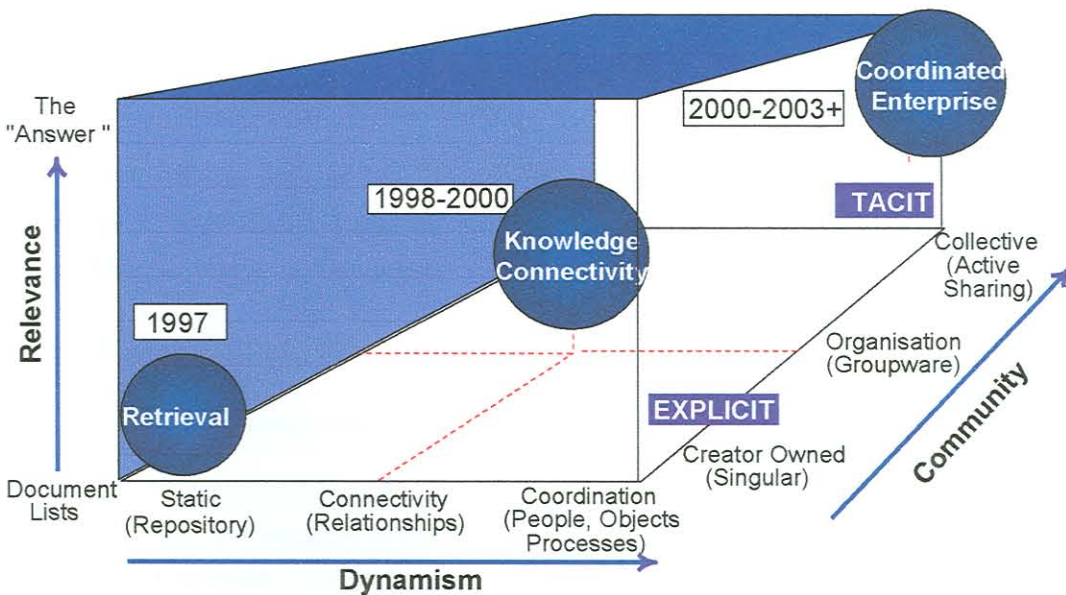 The
"Answer "
Relevance
Document
Lists
1997
Retrieval
1998-2000
Knowledge
Connectivity
2000-2003+
Coordinated
Enterprise
TACIT
EXPLICIT
Collective
(Active
Sharing)
Organisation
(Groupware)
Creator Owned
(Singular)
Community
Static
(Repository)
Connectivity
(Relationships)
Coordination
(People, Objects
Processes)
Dynamism